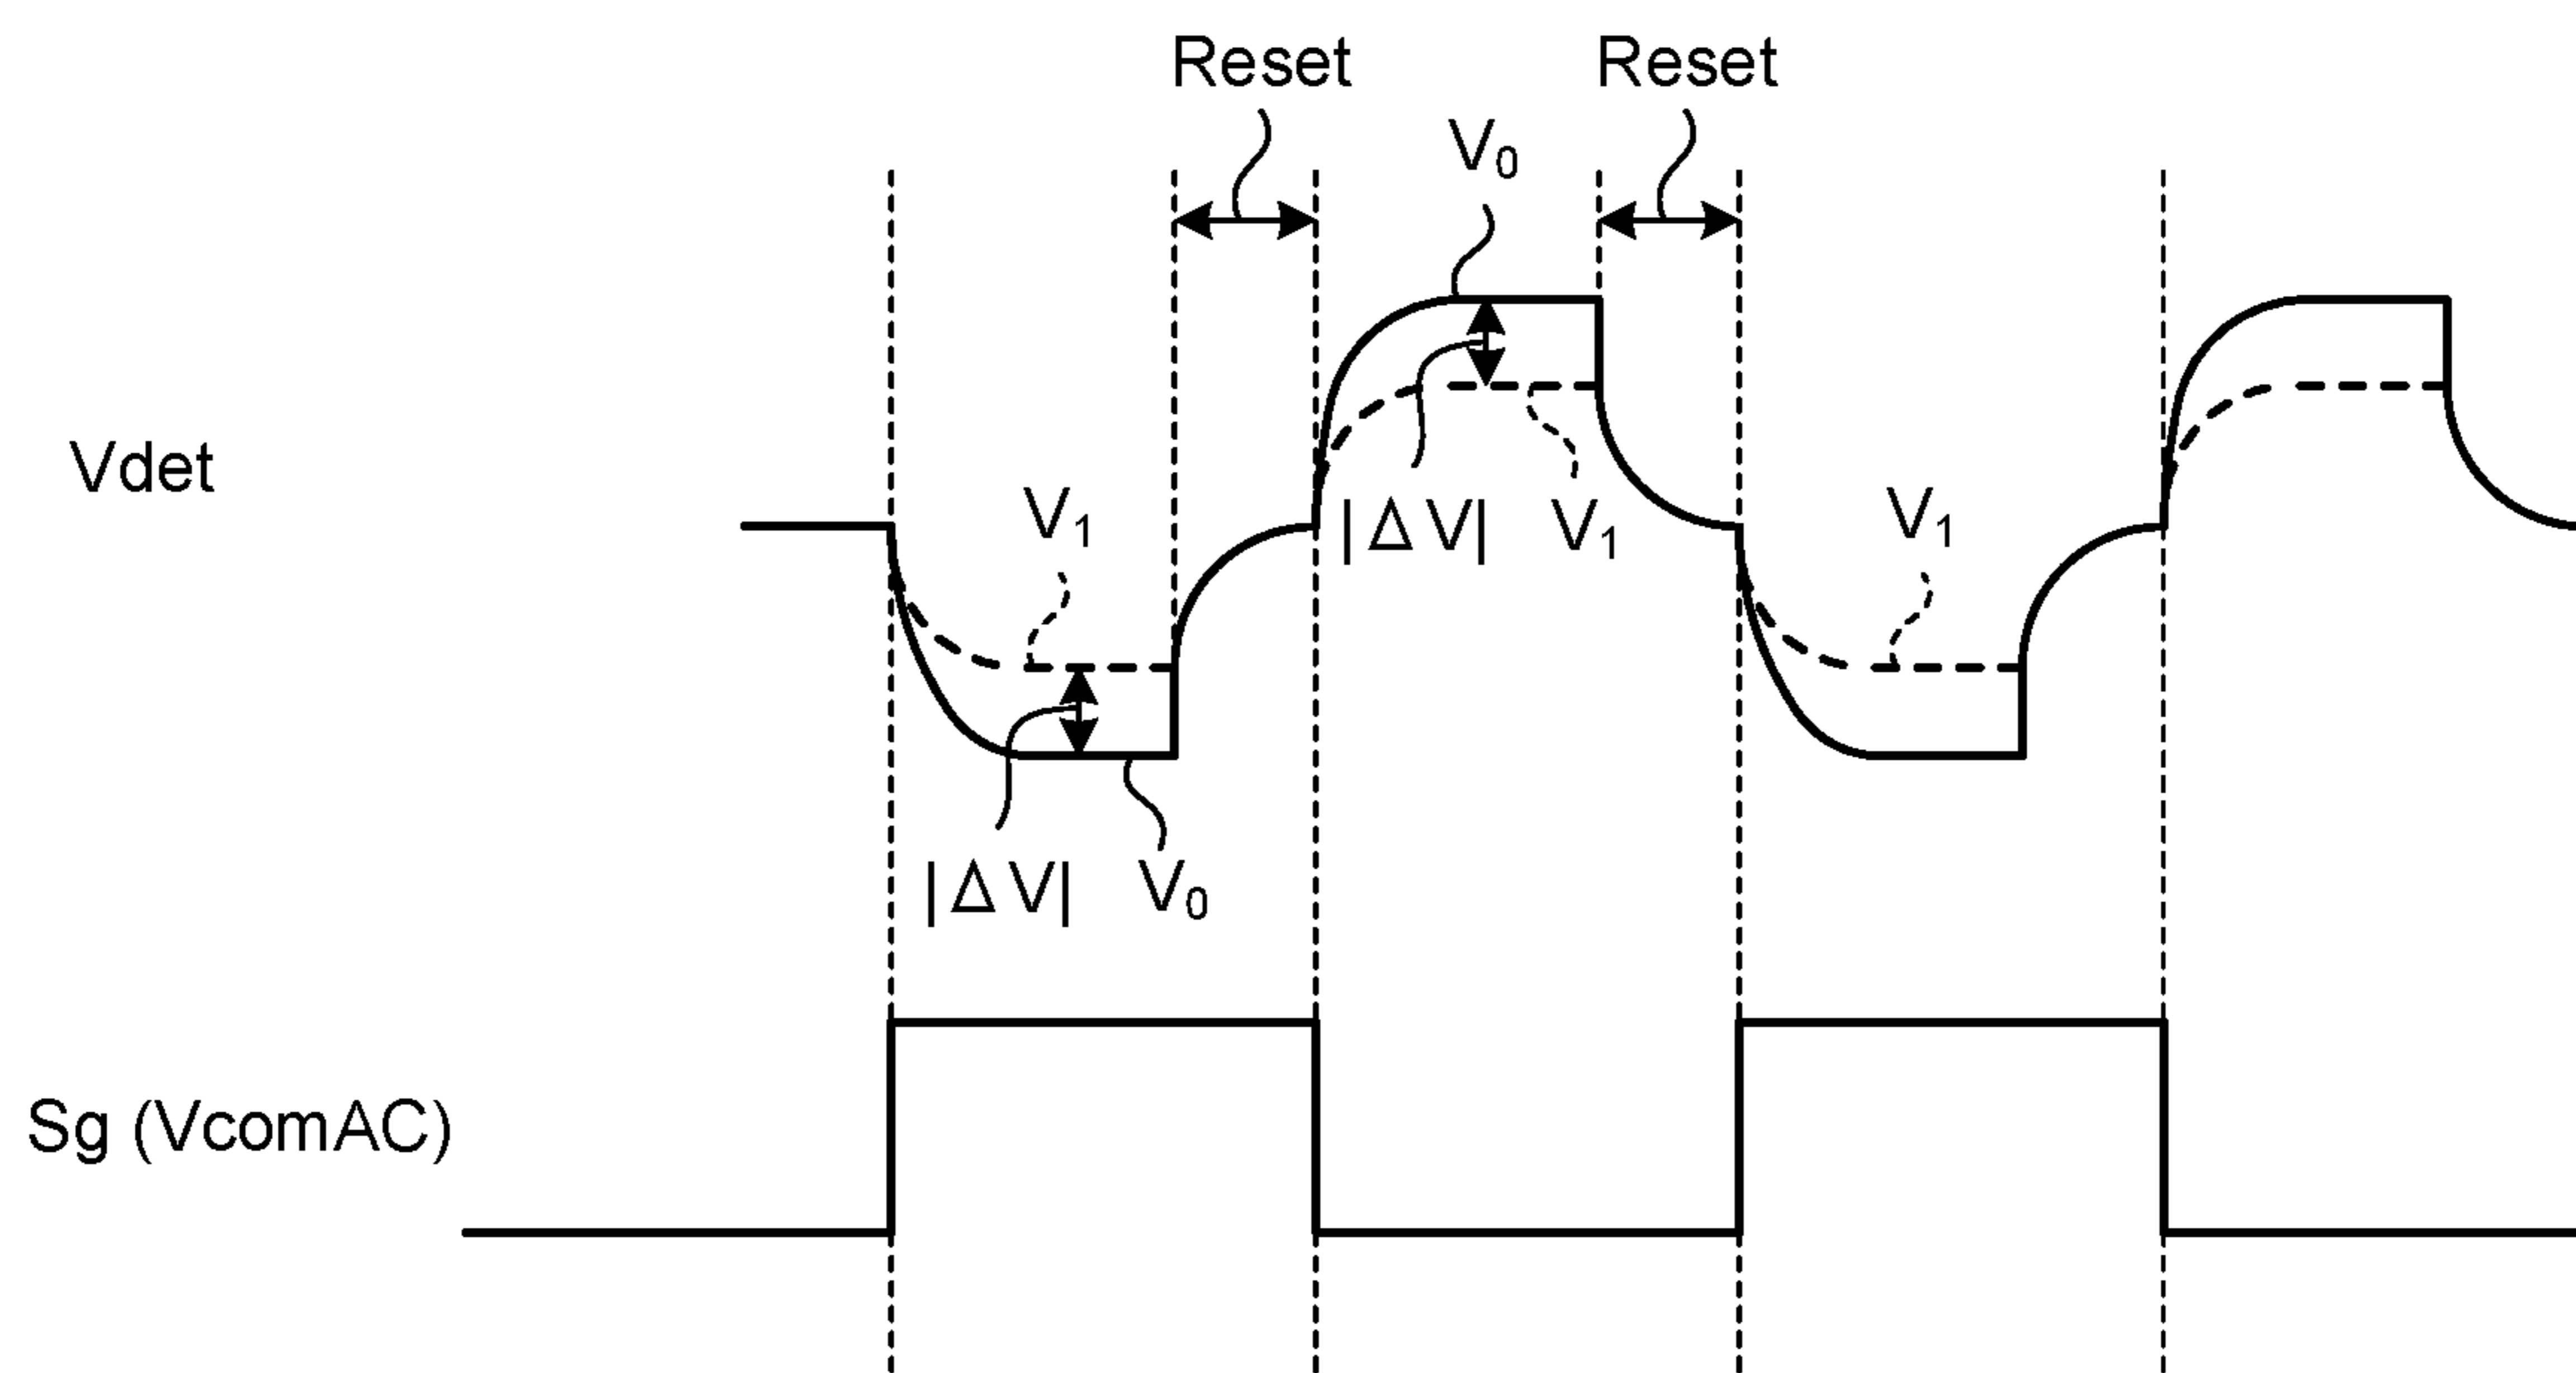 Reset
Reset
V₀
Vdet
V₁
|ΔV|
V₁
V₁
|ΔV|
V₀
Sg (VcomAC)